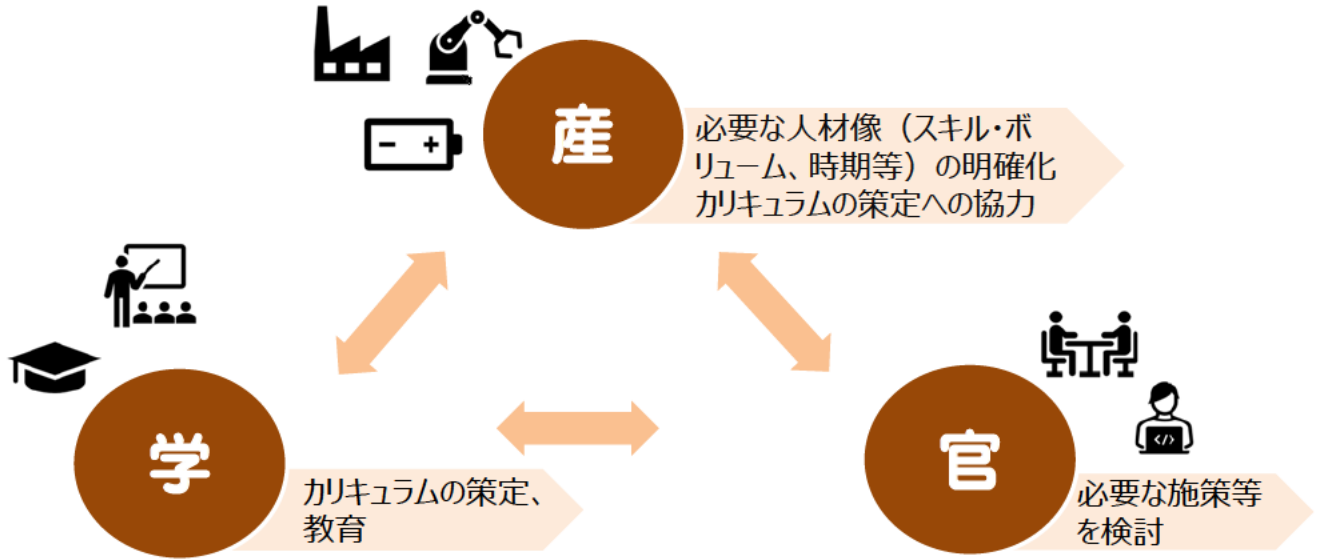 産
必要な人材像（スキル・ボ
リューム、時期等）の明確化
カリキュラムの策定への協力
学
カリキュラムの策定、
教育
官
必要な施策等
を検討